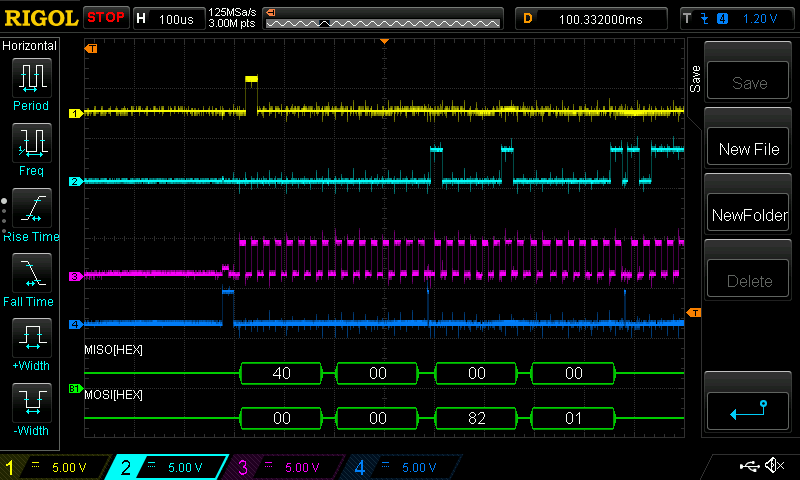 RIGOL STOP H 100us 125MSa/s 3.00M pts D 100.332000ms T 4 1.20 V
Horizontal
Period
Freq
Rise Time
Fall Time
+Width
-Width
T
1
2
3
4
T
MISO[HEX]
40 00 00 00
B1
MOSI[HEX]
00 00 82 01
Save
Save
New File
NewFolder
Delete
1 5.00 V 2 5.00 V 3 5.00 V 4 5.00 V